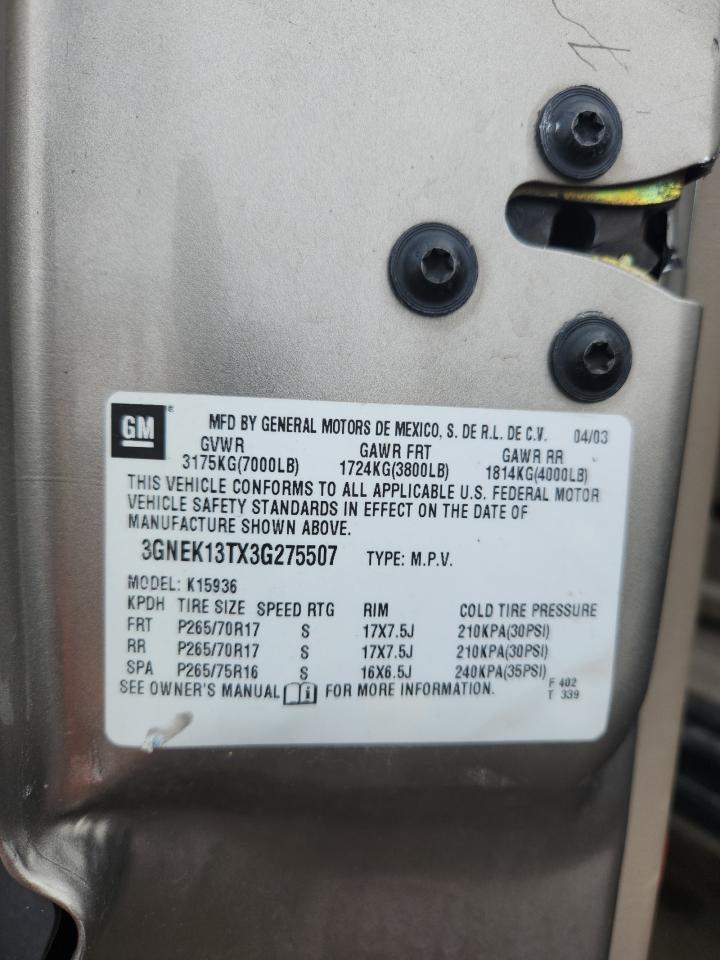 GM
MFD BY GENERAL MOTORS DE MEXICO, S. DE R.L. DE C.V. 04/03
GVWR GAWR FRT GAWR RR
3175KG(7000LB) 1724KG(3800LB) 1814KG(4000LB)
THIS VEHICLE CONFORMS TO ALL APPLICABLE U.S. FEDERAL MOTOR
VEHICLE SAFETY STANDARDS IN EFFECT ON THE DATE OF
MANUFACTURE SHOWN ABOVE.
3GNEK13TX3G275507 TYPE: M.P.V.
MODEL: K15936
KPDH TIRE SIZE SPEED RTG RIM COLD TIRE PRESSURE
FRT P265/70R17 S 17X7.5J 210KPA(30PSI)
RR P265/70R17 S 17X7.5J 210KPA(30PSI)
SPA P265/75R16 S 16X6.5J 240KPA(35PSI)
SEE OWNER'S MANUAL FOR MORE INFORMATION. F 402
T 339